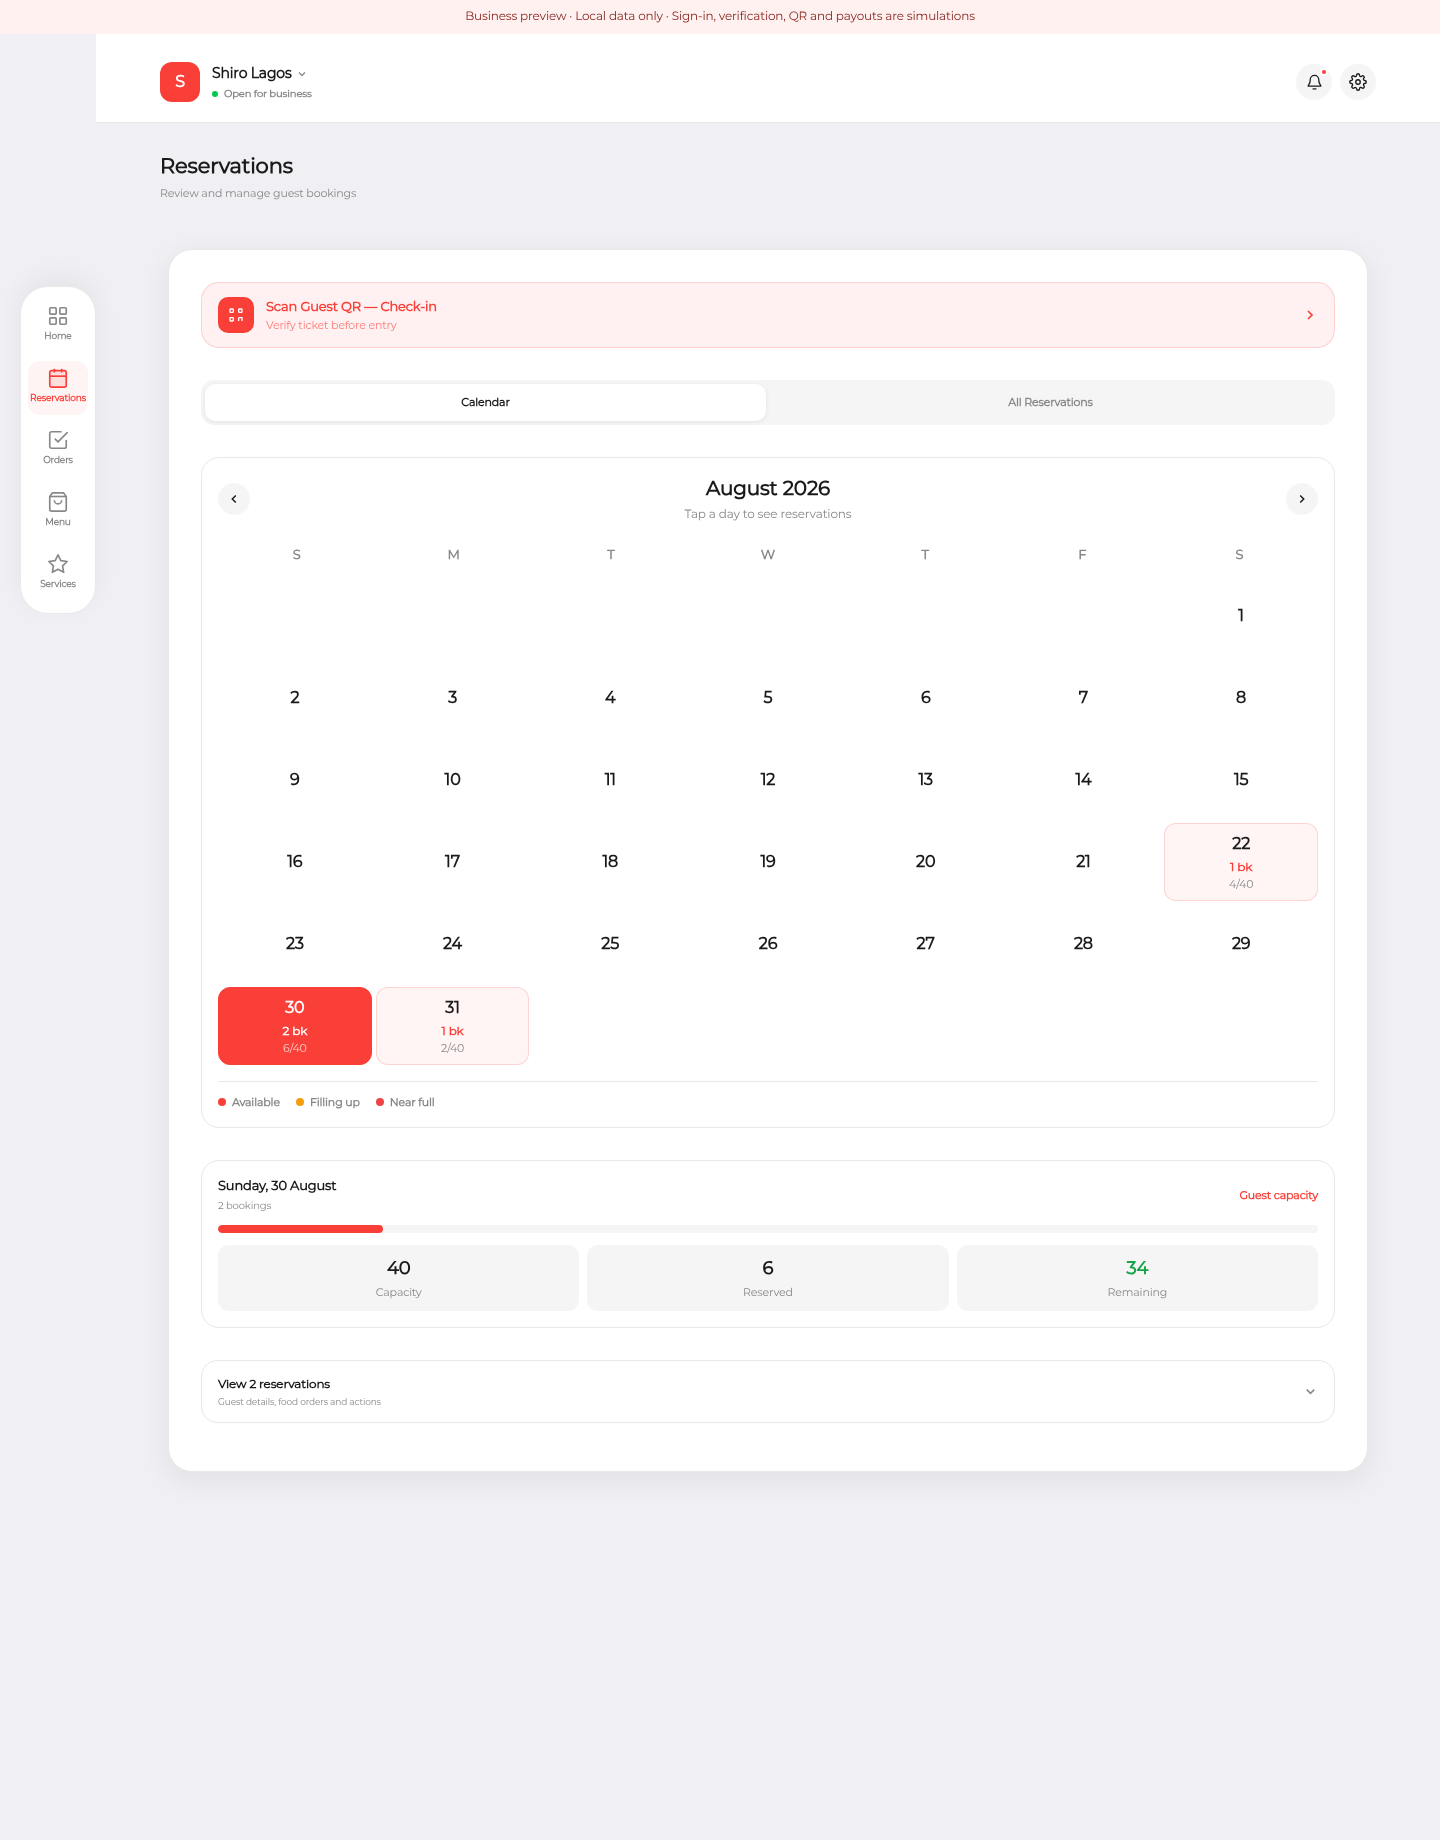 Business preview · Local data only · Sign-in, verification, QR and payouts are simulations
S
Shiro Lagos
Open for business
Reservations
Review and manage guest bookings
Home
Reservations
Orders
Menu
Services
Scan Guest QR — Check-in
Verify ticket before entry
Calendar
All Reservations
August 2026
Tap a day to see reservations
S M T W T F S
1
2 3 4 5 6 7 8
9 10 11 12 13 14 15
16 17 18 19 20 21 22
1 bk
4/40
23 24 25 26 27 28 29
30 31
2 bk 1 bk
6/40 2/40
Available Filling up Near full
Sunday, 30 August
2 bookings
Guest capacity
40 6 34
Capacity Reserved Remaining
View 2 reservations
Guest details, food orders and actions